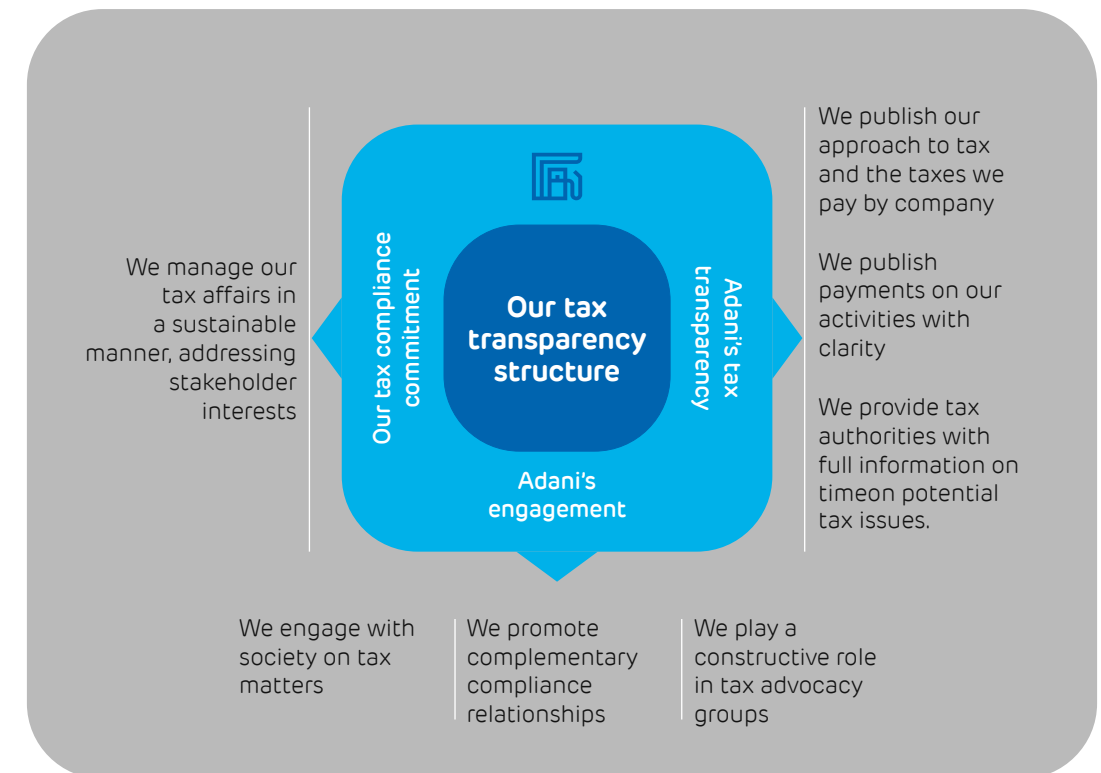 We manage our
tax affairs in
a sustainable
manner, addressing
stakeholder
interests
Our tax compliance
commitment
Our tax
transparency
structure
Adani's tax
transparency
Adani's
engagement
We publish our
approach to tax
and the taxes we
pay by company
We publish
payments on our
activities with
clarity
We provide tax
authorities with
full information on
timeon potential
tax issues.
We engage with
society on tax
matters
We promote
complementary
compliance
relationships
We play a
constructive role
in tax advocacy
groups